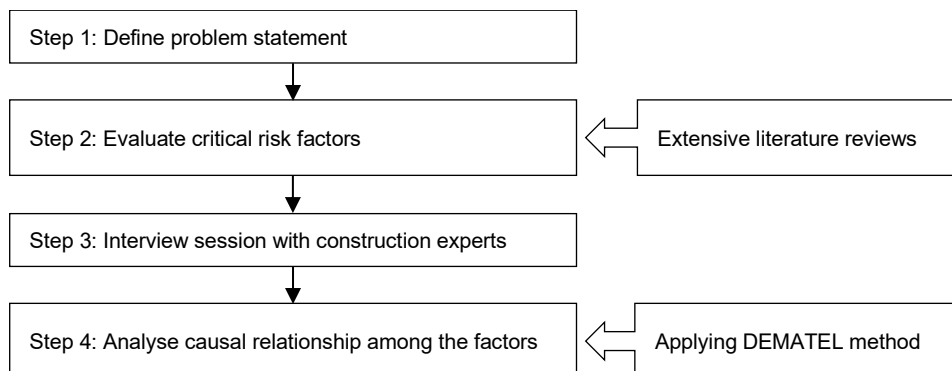 Step 1: Define problem statement
Step 2: Evaluate critical risk factors
Extensive literature reviews
Step 3: Interview session with construction experts
Step 4: Analyse causal relationship among the factors
Applying DEMATEL method